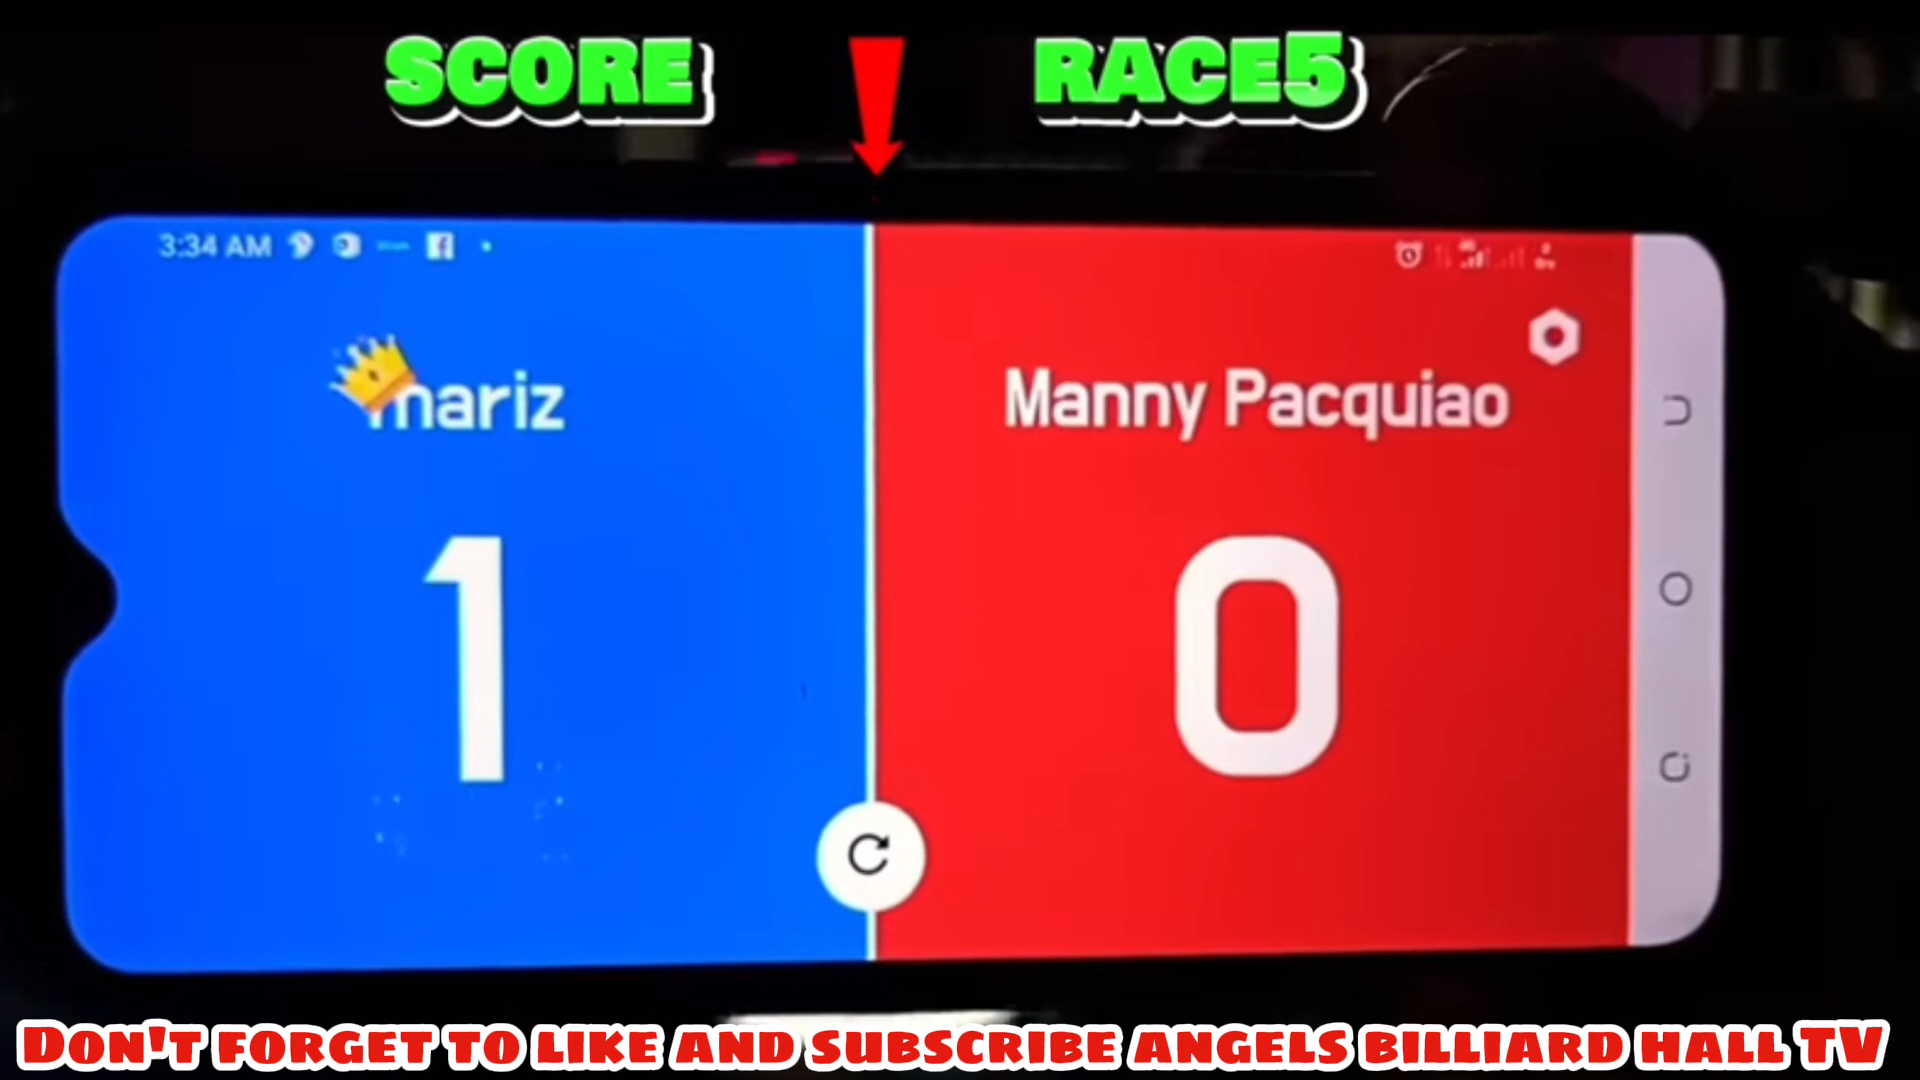 SCORE RACE5
3:34 AM
mariz Manny Pacquiao
1 0
DON'T FORGET TO LIKE AND SUBSCRIBE ANGELS BILLIARD HALL TV